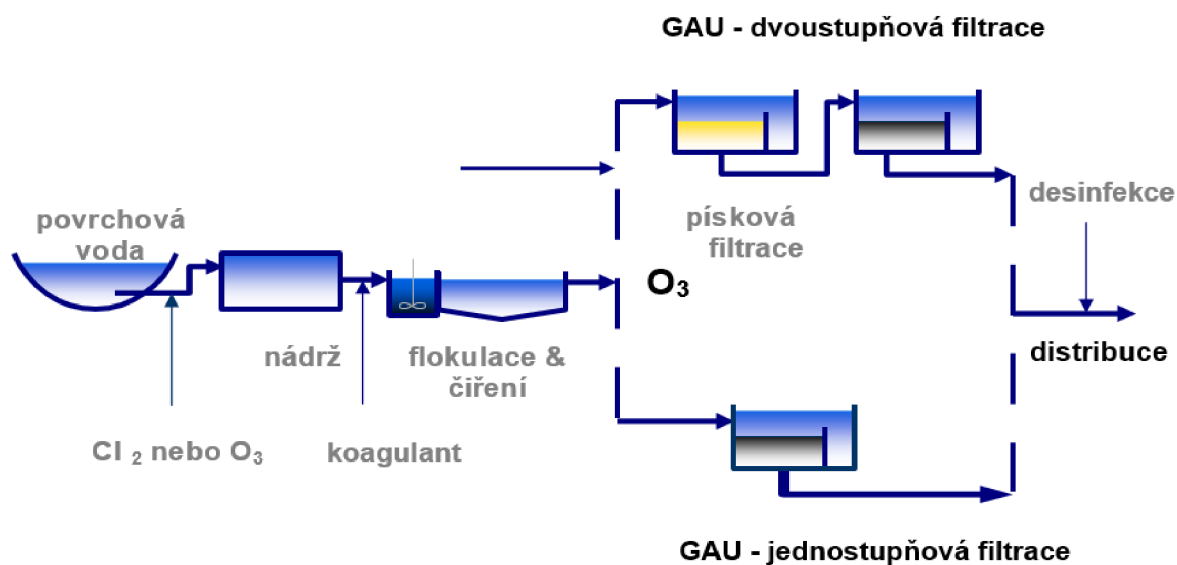 GAU - dvoustupňová filtrace
povrchová
voda
písková
filtrace
desinfekce
O₃
nádrž
flokulace &
čiření
distribuce
Cl ₂ nebo O₃
koagulant
GAU - jednostupňová filtrace